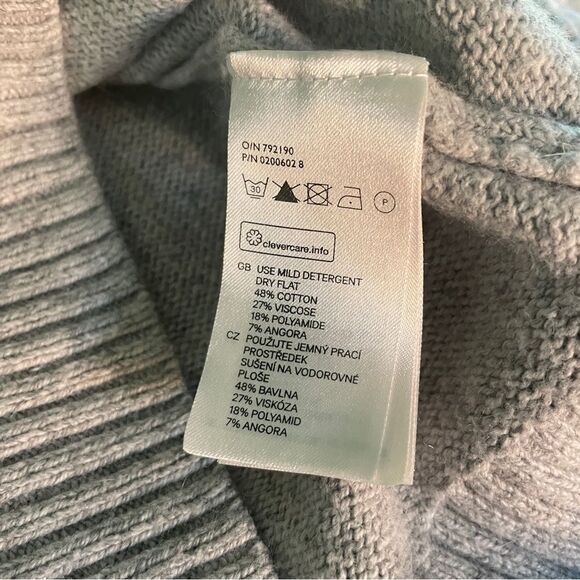 O/N 792190
P/N 0200602 8
30 P
clevercare.info
GB USE MILD DETERGENT
DRY FLAT
48% COTTON
27% VISCOSE
18% POLYAMIDE
7% ANGORA
CZ POUŽIJTE JEMNÝ PRACÍ
PROSTŘEDEK
SUŠENÍ NA VODOROVNÉ
PLOŠE
48% BAVLNA
27% VISKÓZA
18% POLYAMID
7% ANGORA